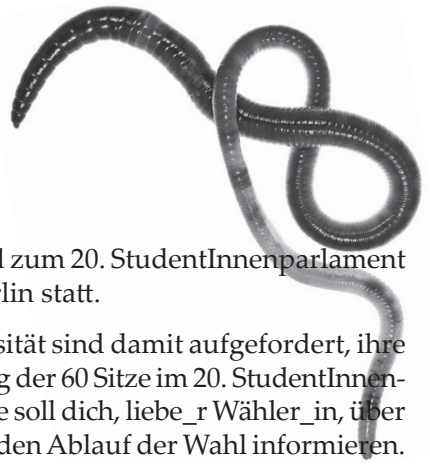 l zum 20. StudentInnenparlament
lin statt.
sität sind damit aufgefordert, ihre
g der 60 Sitze im 20. StudentInnen-
e soll dich, liebe_r Wähler_in, über
den Ablauf der Wahl informieren.